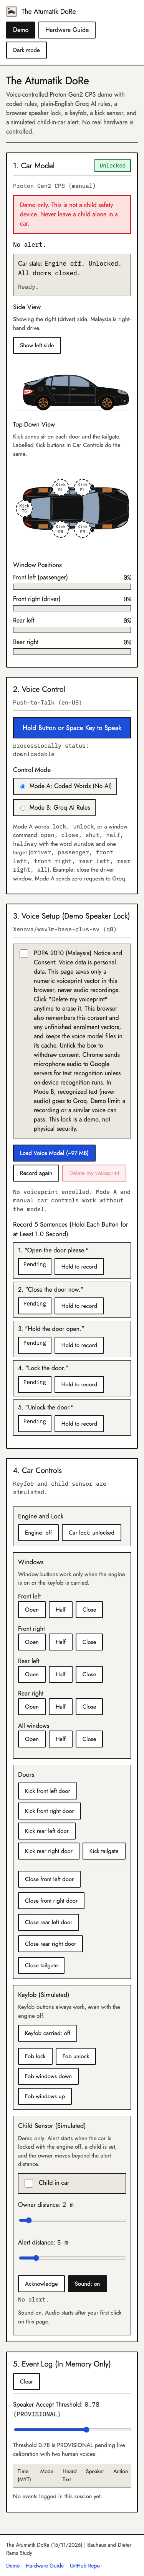 The Atumatik DoRe
Demo
Hardware Guide
Dark mode
The Atumatik DoRe
Voice-controlled Proton Gen2 CPS demo with
coded rules, plain-English Groq AI rules, a
browser speaker lock, a keyfob, a kick sensor, and
a simulated child-in-car alert. No real hardware is
controlled.
1. Car Model
Unlocked
Proton Gen2 CPS (manual)
Demo only. This is not a child safety
device. Never leave a child alone in a
car.
No alert.
Car state: Engine off. Unlocked.
All doors closed.
Ready.
Side View
Showing the right (driver) side. Malaysia is right-
hand drive.
Show left side
Top-Down View
Kick zones sit on each door and the tailgate.
Labelled Kick buttons in Car Controls do the
same.
Kick
RL
Kick
FL
Kick
TG
Kick
RR
Kick
FR
Window Positions
Front left (passenger)
0%
Front right (driver)
0%
Rear left
0%
Rear right
0%
2. Voice Control
Push-to-Talk (en-US)
Hold Button or Space Key to Speak
processLocally status:
downloadable
Control Mode
Mode A: Coded Words (No AI)
Mode B: Groq AI Rules
Mode A words: lock, unlock, or a window
command: open, close, shut, half,
halfway with the word window and one
target (driver, passenger, front
left, front right, rear left, rear
right, all). Example: close the driver
window. Mode A sends zero requests to Groq.
3. Voice Setup (Demo Speaker Lock)
Xenova/wavlm-base-plus-sv (q8)
PDPA 2010 (Malaysia) Notice and
Consent: Voice data is personal
data. This page saves only a
numeric voiceprint vector in this
browser, never audio recordings.
Click "Delete my voiceprint"
anytime to erase it. This browser
also remembers this consent and
any unfinished enrolment vectors,
and keeps the voice model files in
its cache. Untick the box to
withdraw consent. Chrome sends
microphone audio to Google
servers for text recognition unless
on-device recognition runs. In
Mode B, recognized text (never
audio) goes to Groq. Demo limit: a
recording or a similar voice can
pass. This lock is a demo, not
physical security.
Load Voice Model (~97 MB)
Record again
Delete my voiceprint
No voiceprint enrolled. Mode A and
manual car controls work without
the model.
Record 5 Sentences (Hold Each Button for
at Least 1.0 Second)
1. "Open the door please."
Pending
Hold to record
2. "Close the door now."
Pending
Hold to record
3. "Hold the door open."
Pending
Hold to record
4. "Lock the door."
Pending
Hold to record
5. "Unlock the door."
Pending
Hold to record
4. Car Controls
Keyfob and child sensor are
simulated.
Engine and Lock
Engine: off
Car lock: unlocked
Windows
Window buttons work only when the engine
is on or the keyfob is carried.
Front left
Open
Half
Close
Front right
Open
Half
Close
Rear left
Open
Half
Close
Rear right
Open
Half
Close
All windows
Open
Half
Close
Doors
Kick front left door
Kick front right door
Kick rear left door
Kick rear right door
Kick tailgate
Close front left door
Close front right door
Close rear left door
Close rear right door
Close tailgate
Keyfob (Simulated)
Keyfob buttons always work, even with the
engine off.
Keyfob carried: off
Fob lock
Fob unlock
Fob windows down
Fob windows up
Child Sensor (Simulated)
Demo only. Alert starts when the car is
locked with the engine off, a child is set,
and the owner moves beyond the alert
distance.
Child in car
Owner distance: 2 m
Alert distance: 5 m
Acknowledge
Sound: on
No alert.
Sound on. Audio starts after your first click
on this page.
5. Event Log (In Memory Only)
Clear
Speaker Accept Threshold: 0.78
(PROVISIONAL)
Threshold 0.78 is PROVISIONAL pending live
calibration with two human voices.
Time
(MYT)
Mode
Heard
Text
Speaker
Action
No events logged in this session yet.
The Atumatik DoRe (15/11/2026) | Bauhaus and Dieter
Rams Study
Demo
Hardware Guide
GitHub Repo